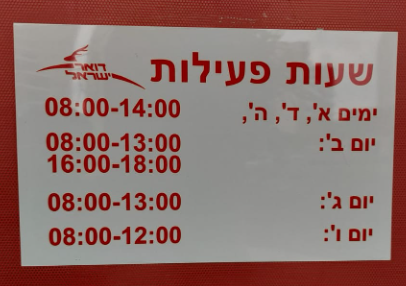 דואר
ישראל
שעות פעילות
ימים א', ד', ה', 08:00-14:00
יום ב': 08:00-13:00
16:00-18:00
יום ג': 08:00-13:00
יום ו': 08:00-12:00